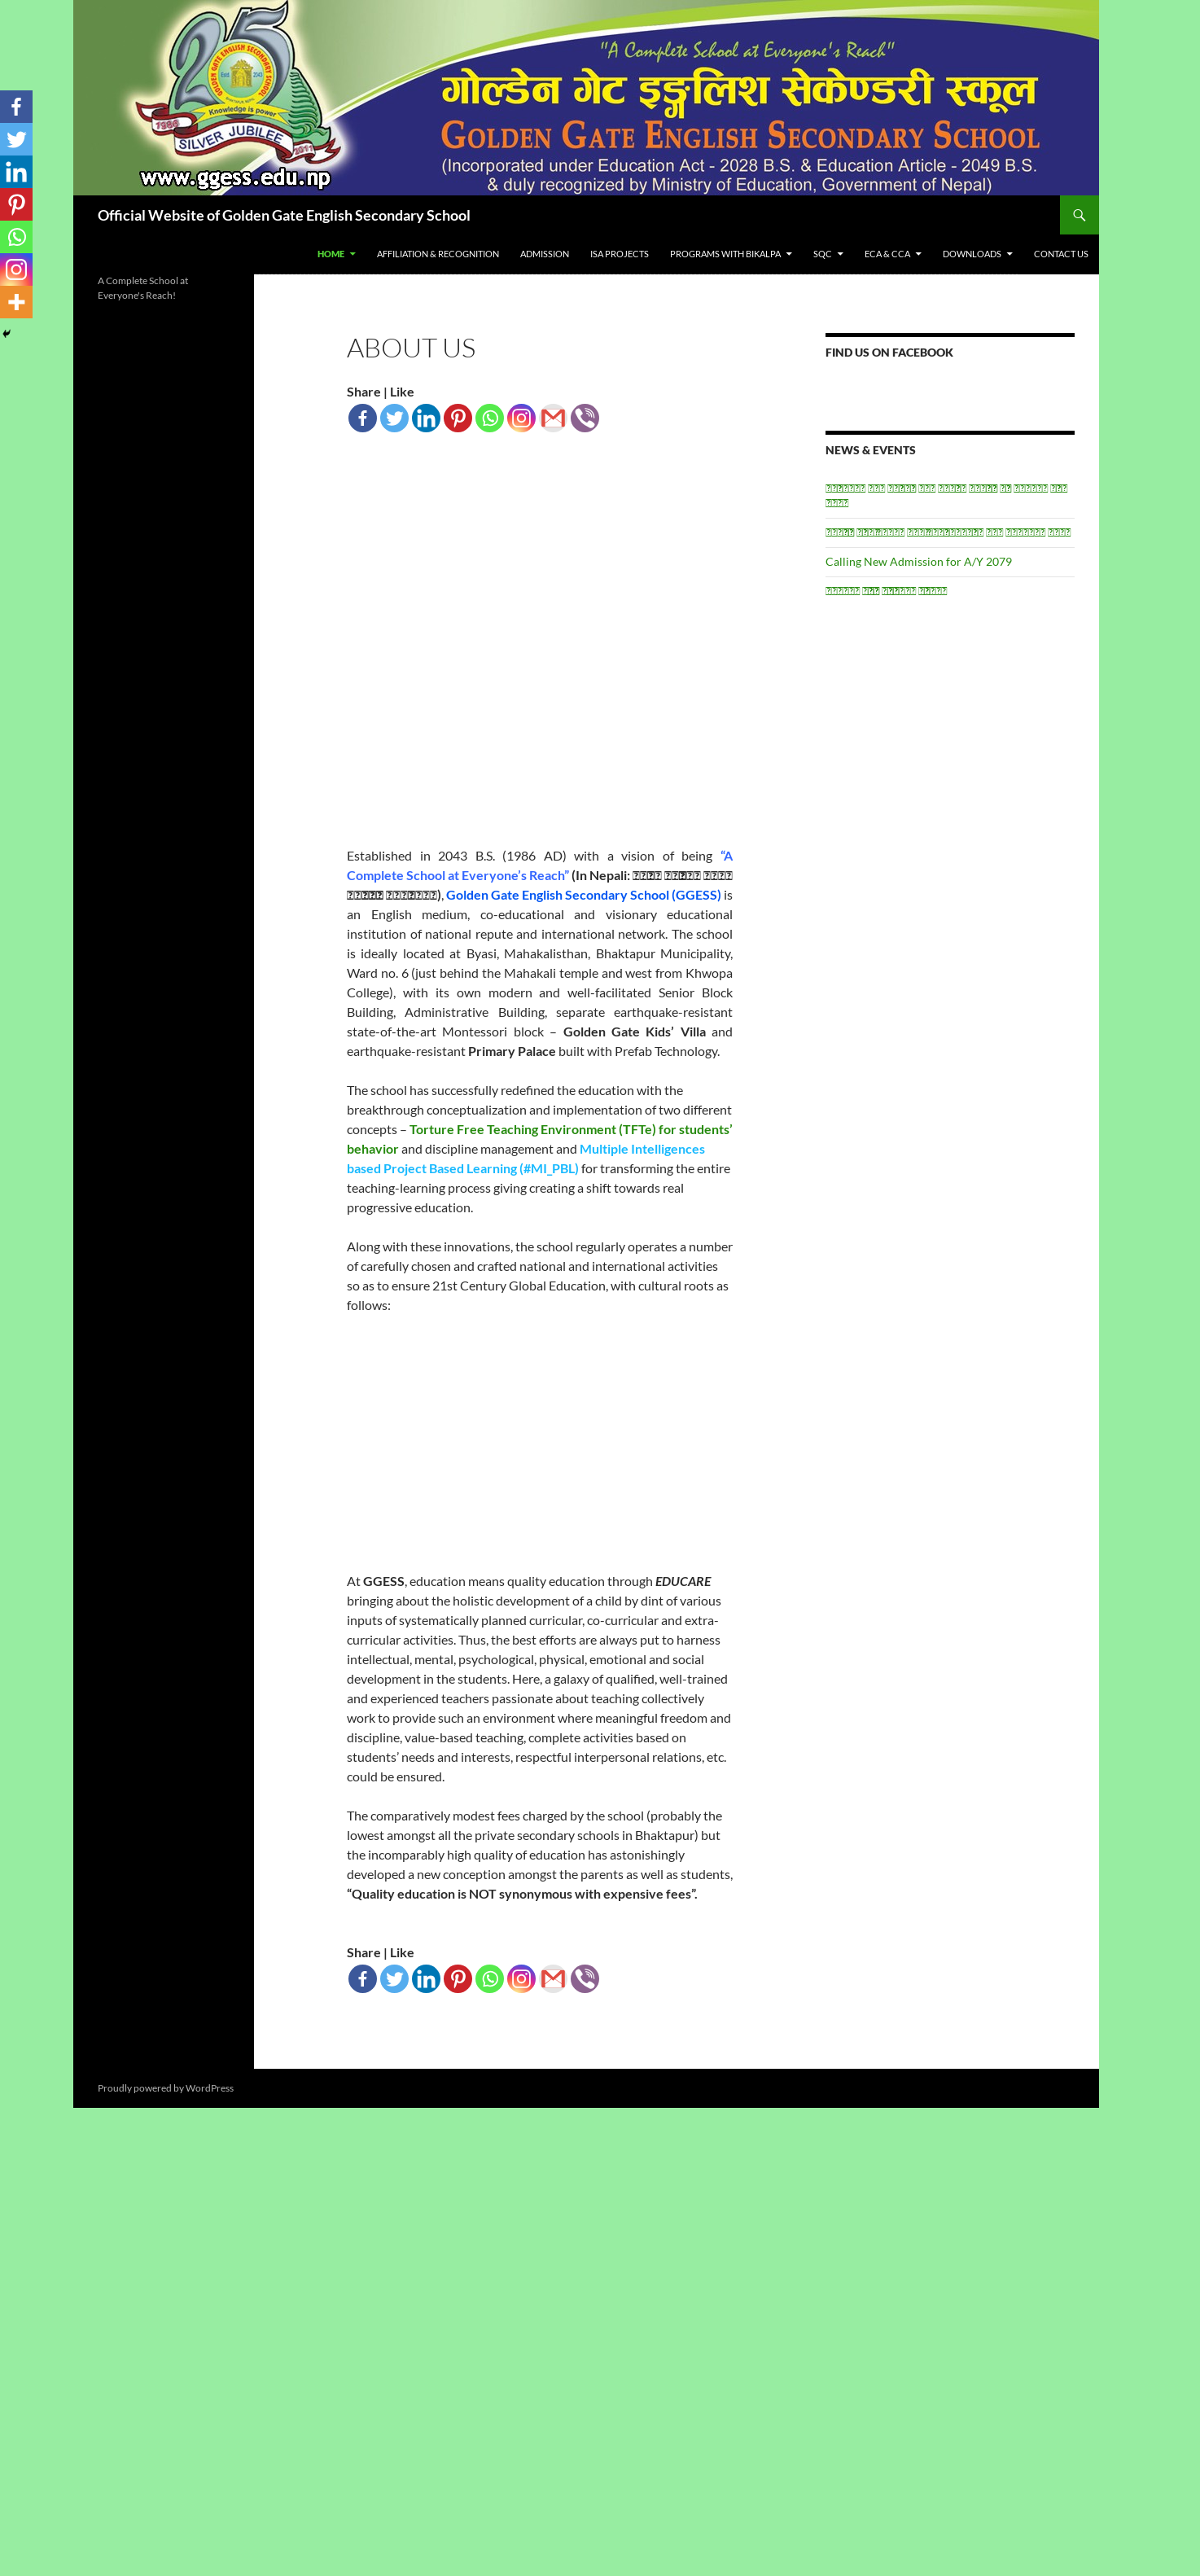 25
GOLDEN GATE ENGLISH SECONDARY SCHOOL
Estd. 2043
Knowledge is power
1986 SILVER JUBILEE 2011
www.ggess.edu.np
"A Complete School at Everyone's Reach"
गोल्डेन गेट इङ्गलिश सेकेण्डरी स्कूल
GOLDEN GATE ENGLISH SECONDARY SCHOOL
(Incorporated under Education Act - 2028 B.S. & Education Article - 2049 B.S.
& duly recognized by Ministry of Education, Government of Nepal)
Official Website of Golden Gate English Secondary School
HOME AFFILIATION & RECOGNITION ADMISSION ISA PROJECTS PROGRAMS WITH BIKALPA SQC ECA & CCA DOWNLOADS CONTACT US
A Complete School at
Everyone's Reach!
ABOUT US
Share | Like
Established in 2043 B.S. (1986 AD) with a vision of being “A
Complete School at Everyone’s Reach” (In Nepali:
), Golden Gate English Secondary School (GGESS) is
an English medium, co-educational and visionary educational
institution of national repute and international network. The school
is ideally located at Byasi, Mahakalisthan, Bhaktapur Municipality,
Ward no. 6 (just behind the Mahakali temple and west from Khwopa
College), with its own modern and well-facilitated Senior Block
Building, Administrative Building, separate earthquake-resistant
state-of-the-art Montessori block – Golden Gate Kids’ Villa and
earthquake-resistant Primary Palace built with Prefab Technology.
The school has successfully redefined the education with the
breakthrough conceptualization and implementation of two different
concepts – Torture Free Teaching Environment (TFTe) for students’
behavior and discipline management and Multiple Intelligences
based Project Based Learning (#MI_PBL) for transforming the entire
teaching-learning process giving creating a shift towards real
progressive education.
Along with these innovations, the school regularly operates a number
of carefully chosen and crafted national and international activities
so as to ensure 21st Century Global Education, with cultural roots as
follows:
At GGESS, education means quality education through EDUCARE
bringing about the holistic development of a child by dint of various
inputs of systematically planned curricular, co-curricular and extra-
curricular activities. Thus, the best efforts are always put to harness
intellectual, mental, psychological, physical, emotional and social
development in the students. Here, a galaxy of qualified, well-trained
and experienced teachers passionate about teaching collectively
work to provide such an environment where meaningful freedom and
discipline, value-based teaching, complete activities based on
students’ needs and interests, respectful interpersonal relations, etc.
could be ensured.
The comparatively modest fees charged by the school (probably the
lowest amongst all the private secondary schools in Bhaktapur) but
the incomparably high quality of education has astonishingly
developed a new conception amongst the parents as well as students,
“Quality education is NOT synonymous with expensive fees”.
Share | Like
FIND US ON FACEBOOK
NEWS & EVENTS
Calling New Admission for A/Y 2079
Proudly powered by WordPress